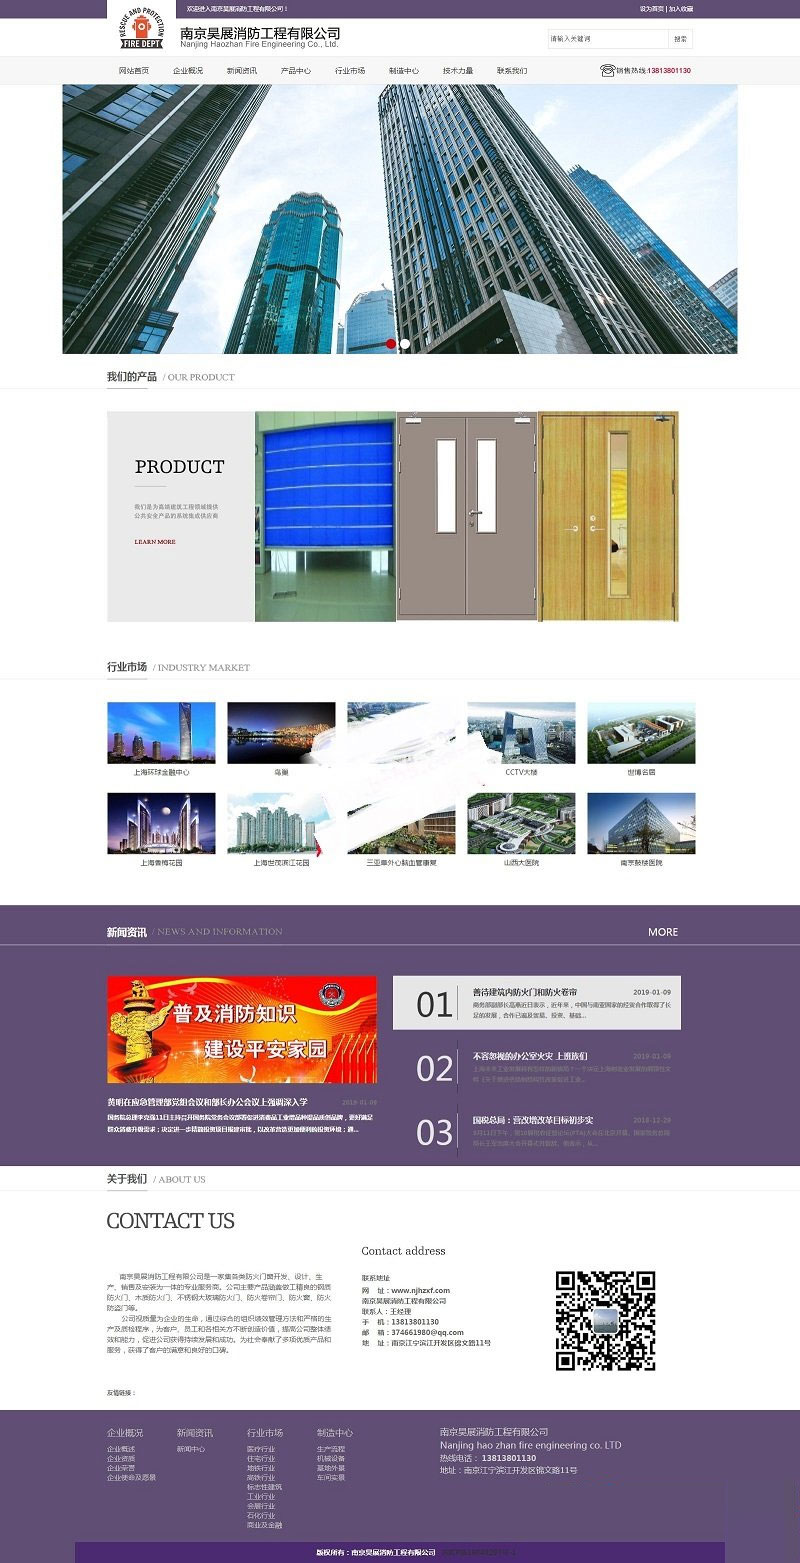 欢迎进入南京昊展消防工程有限公司！
设为首页 | 加入收藏
RESCUE AND PROTECTION
FIRE DEPT
南京昊展消防工程有限公司
Nanjing Haozhan Fire Engineering Co., Ltd.
请输入关键词
搜索
网站首页 企业概况 新闻资讯 产品中心 行业市场 制造中心 技术力量 联系我们
销售热线:13813801130
我们的产品 / OUR PRODUCT
PRODUCT
我们是为高端建筑工程领域提供
公共安全产品的系统集成供应商
LEARN MORE
行业市场 / INDUSTRY MARKET
上海环球金融中心 鸟巢 CCTV大楼 世博名居
上海香梅花园 上海世茂滨江花园 三亚阜外心脑血管康复 山西大医院 南京鼓楼医院
新闻资讯 / NEWS AND INFORMATION
MORE
普及消防知识
建设平安家园
黄明在应急管理部党组会议和部长办公会议上强调深入学 2019-01-09
国务院总理李克强11日主持召开国务院常务会议部署促进消费品工业增品种提品质创品牌，更好满足
群众消费升级需求；决定进一步精简投资项目报建审批，以改革营造更加便利的投资环境；通...
01
善待建筑内防火门和防火卷帘 2019-01-09
商务部副部长高燕近日表示，近年来，中国与南亚国家的经贸合作取得了长
足的发展，合作已遍及贸易、投资、基础...
02
不容忽视的办公室火灾 上班族们 2019-01-09
03
国税总局：营改增改革目标初步实 2018-12-29
关于我们 / ABOUT US
CONTACT US
南京昊展消防工程有限公司是一家集各类防火门窗开发、设计、生
产、销售及安装为一体的专业服务商。公司主要产品涵盖做工精良的钢质
防火门、木质防火门、不锈钢大玻璃防火门、防火卷帘门、防火窗、防火
防盗门等。
公司视质量为企业的生命，通过综合的组织绩效管理方法和严格的生
产及质检程序，为客户、员工和各相关方不断创造价值，提高公司整体绩
效和能力，促进公司获得持续发展和成功。为社会奉献了多项优质产品和
服务，获得了客户的满意和良好的口碑。
Contact address
联系地址
网 址：www.njhzxf.com
南京昊展消防工程有限公司
联系人：王经理
手 机：13813801130
邮 箱：374661980@qq.com
地 址：南京江宁滨江开发区锦文路11号
友情链接：
企业概况
企业概述
企业资质
企业荣誉
企业使命及愿景
新闻资讯
新闻中心
行业市场
医疗行业
住宅行业
地铁行业
高铁行业
标志性建筑
工业行业
会展行业
石化行业
商业及金融
制造中心
生产流程
机械设备
基地外景
车间实景
南京昊展消防工程有限公司
Nanjing hao zhan fire engineering co. LTD
热线电话： 13813801130
地址：南京江宁滨江开发区锦文路11号
版权所有：南京昊展消防工程有限公司